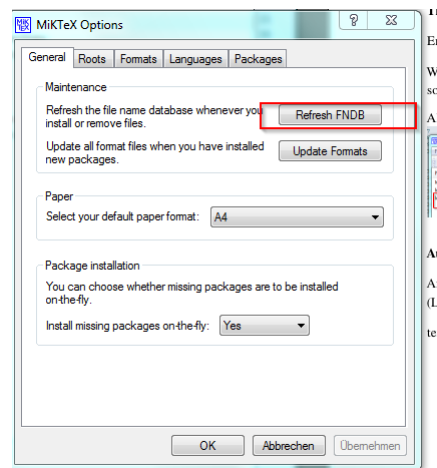 MiKTeX Options
General Roots Formats Languages Packages
Maintenance
Refresh the file name database whenever you
install or remove files.
Refresh FNDB
Update all format files when you have installed
new packages.
Update Formats
Paper
Select your default paper format: A4
Package installation
You can choose whether missing packages are to be installed
on-the-fly.
Install missing packages on-the-fly: Yes
OK Abbrechen Übernehmen